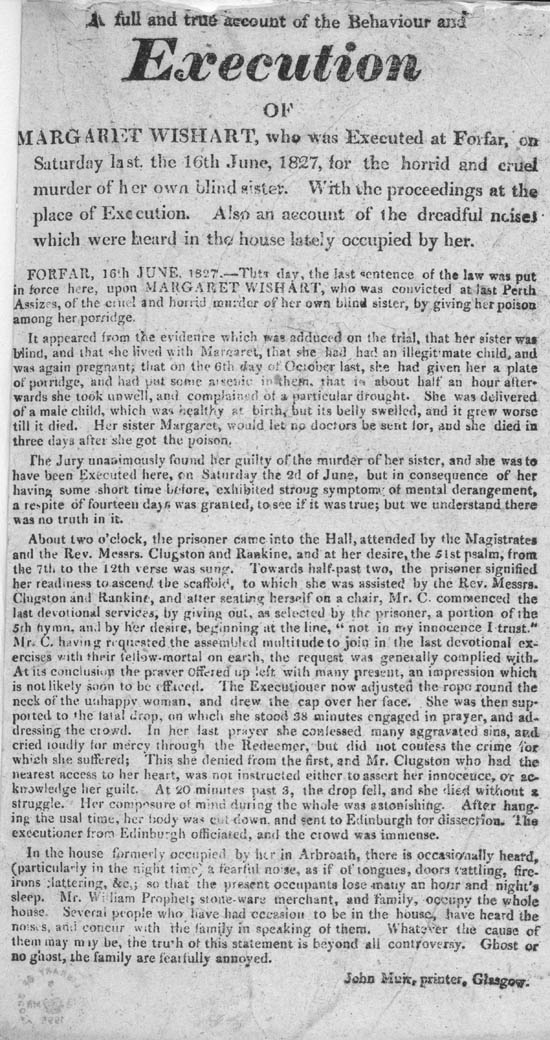 A full and true account of the Behaviour and
Execution
OF
MARGARET WISHART, who was Executed at Forfar, on
Saturday last. the 16th June, 1827, for the horrid and cruel
murder of her own blind sister. With the proceedings at the
place of Execution. Also an account of the dreadful noises
which were heard in the house lately occupied by her.
FORFAR, 16th JUNE, 1827.—This day, the last sentence of the law was put
in force here, upon MARGARET WISHART, who was convicted at last Perth
Assizes, of the cruel and horrid murder of her own blind sister, by giving her poison
among her porridge.
It appeared from the evidence which was adduced on the trial, that her sister was
blind, and that she lived with Margaret, that she had had an illegitimate child, and
was again pregnant; that on the 6th day of October last, she had given her a plate
of porridge, and had put some arsenic in them, that in about half an hour after-
wards she took unwell, and complained of a particular drought. She was delivered
of a male child, which was healthy at birth, but its belly swelled, and it grew worse
till it died. Her sister Margaret, would let no doctors be sent for, and she died in
three days after she got the poison.
The Jury unanimously found her guilty of the murder of her sister, and she was to
have been Executed here, on Saturday the 2d of June, but in consequence of her
having some short time before, exhibited stroug symptoms of mental derangement,
a respite of fourteen days was granted, to see if it was true; but we understand there
was no truth in it.
About two o'clock, the prisoner came into the Hall, attended by the Magistrates
and the Rev. Messrs. Clugston and Rankine, and at her desire, the 51st psalm, from
the 7th to the 12th verse was sung. Towards half-past two, the prisoner signified
her readiness to ascend the scaffold, to which she was assisted by the Rev. Messrs.
Clugston and Rankine, and after seating herself on a chair, Mr. C. commenced the
last devotional services, by giving out, as selected by the prisoner, a portion of the
5th hymn, and by her desire, beginning at the line, “ not in my innocence I trust.”
Mr. C. having requested the assembled multitude to join in the last devotional ex-
ercises with their fellow-mortal on earth, the request was generally complied with.
At its conclusion the prayer offered up left with many present, an impression which
is not likely soon to be effaced. The Executiouer now adjusted the rope round the
neck of the unhappy woman, and drew the cap over her face. She was then sup-
ported to the fatal drop, on which she stood 38 minutes engaged in prayer, and ad-
dressing the crowd. In her last prayer she confessed many aggravated sins, and
cried loudly for mercy through the Redeemer, but did not confess the crime for
which she suffered; This she denied from the first, and Mr. Clugston who had the
nearest access to her heart, was not instructed either to assert her innocence, or ac-
knowledge her guilt. At 20 minutes past 3, the drop fell, and she died without a
struggle. Her composure of mind during the whole was astonishing. After hang-
ing the usal time, her body was cut down, and sent to Edinburgh for dissection. The
executioner from Edinburgh officiated, and the crowd was immense.
In the house formerly occupied by her in Arbroath, there is occasionally heard,
(particularly in the night time) a fearful noise, as if of tongues, doors rattling, fire-
irons clattering, &c,; so that the present occupants lose many an hour and night's
sleep. Mr. William Prophet; stone-ware merchant, and family, occupy the whole
house. Several people who have had occasion to be in the house, have heard the
noises, and concur with the family in speaking of them. Whatever the cause of
them may may be, the truth of this statement is beyond all controversy. Ghost or
no ghost, the family are fearfully annoyed.
John Muir, printer, Glasgow.